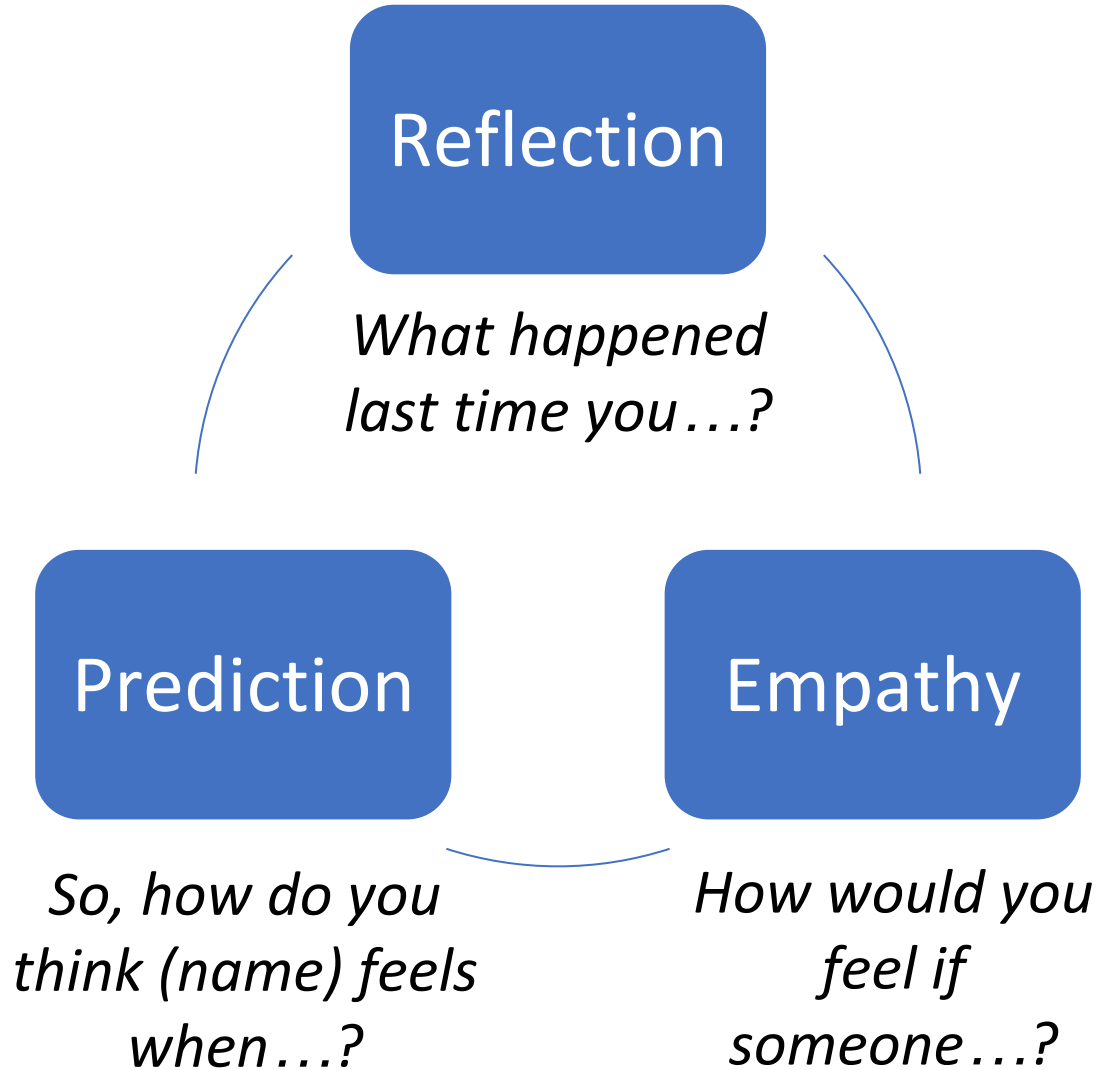 Reflection
What happened
last time you…?
Prediction
So, how do you
think (name) feels
when…?
Empathy
How would you
feel if
someone…?